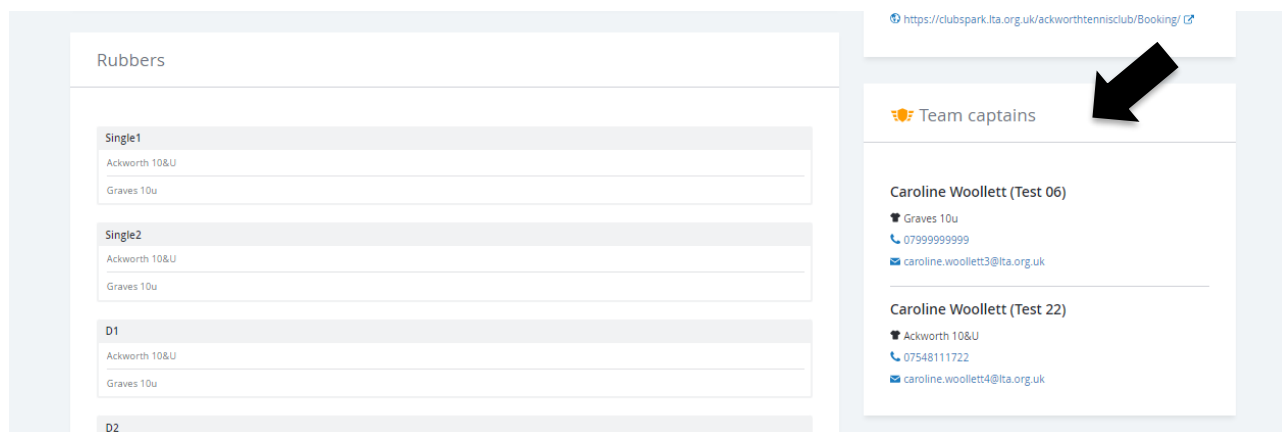 https://clubspark.lta.org.uk/ackworthtennisclub/Booking/
Rubbers
Single1
Ackworth 10&U
Graves 10u
Single2
Ackworth 10&U
Graves 10u
D1
Ackworth 10&U
Graves 10u
D2
Team captains
Caroline Woollett (Test 06)
Graves 10u
07999999999
caroline.woollett3@lta.org.uk
Caroline Woollett (Test 22)
Ackworth 10&U
07548111722
caroline.woollett4@lta.org.uk